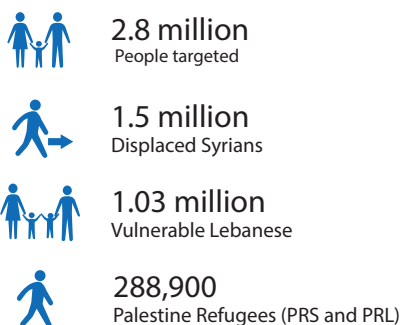 2.8 million
People targeted
1.5 million
Displaced Syrians
1.03 million
Vulnerable Lebanese
288,900
Palestine Refugees (PRS and PRL)